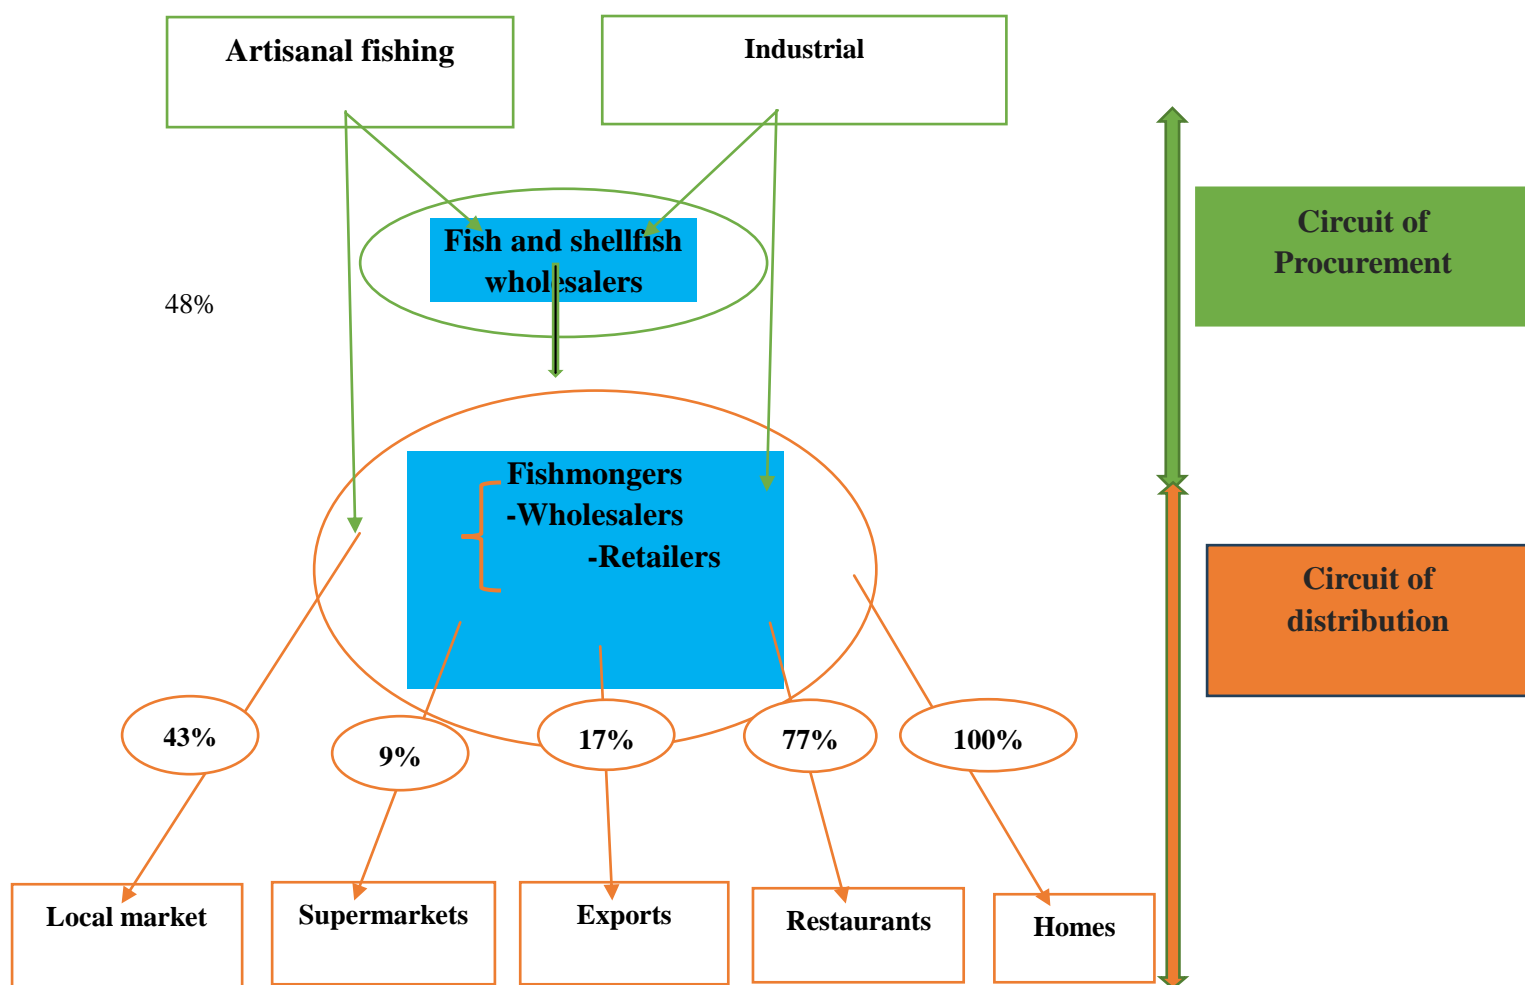 Artisanal fishing
Industrial
Fish and shellfish
wholesalers
Circuit of
Procurement
48%
Fishmongers
-Wholesalers
-Retailers
Circuit of
distribution
43%
9%
17%
77%
100%
Local market
Supermarkets
Exports
Restaurants
Homes